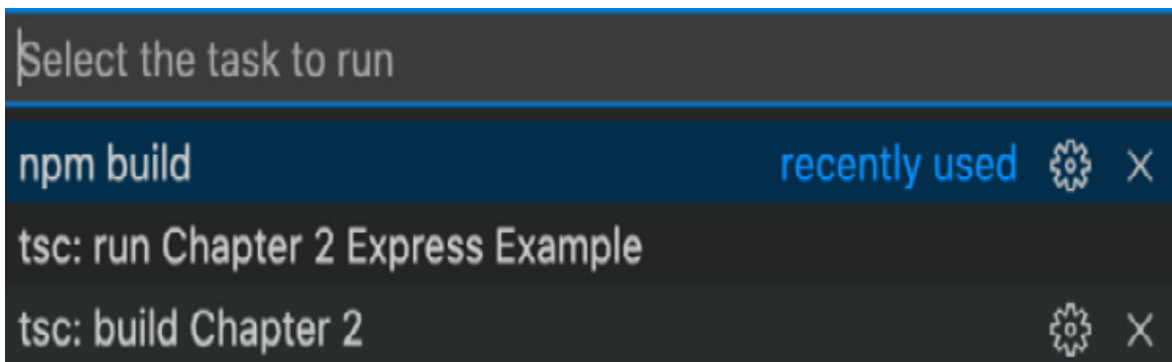 Select the task to run
npm build recently used
tsc: run Chapter 2 Express Example
tsc: build Chapter 2